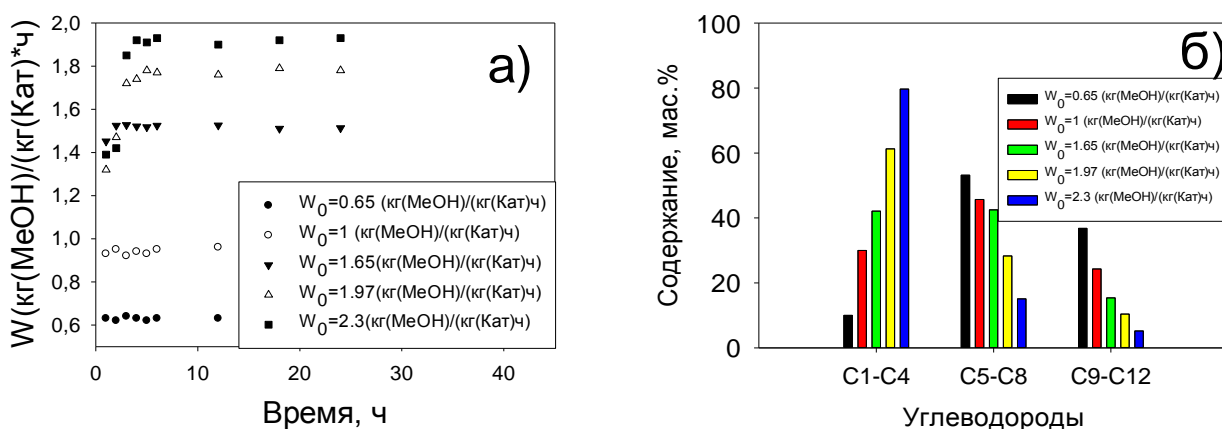 W(кг(MeOH)/(кг(Кат)*ч)
2,0
1,8
1,6
1,4
1,2
1,0
0,8
0,6
а)
W0=0.65 (кг(MeOH)/(кг(Кат)ч)
W0=1 (кг(MeOH)/(кг(Кат)ч)
W0=1.65(кг(MeOH)/(кг(Кат)ч)
W0=1.97(кг(MeOH)/(кг(Кат)ч)
W0=2.3(кг(MeOH)/(кг(Кат)ч)
0 10 20 30 40
Время, ч
Содержание, мас.%
100
80
60
40
20
0
б)
W0=0.65 (кг(MeOH)/(кг(Кат)ч)
W0=1 (кг(MeOH)/(кг(Кат)ч)
W0=1.65 (кг(MeOH)/(кг(Кат)ч)
W0=1.97 (кг(MeOH)/(кг(Кат)ч)
W0=2.3 (кг(MeOH)/(кг(Кат)ч)
C1-C4 C5-C8 C9-C12
Углеводороды